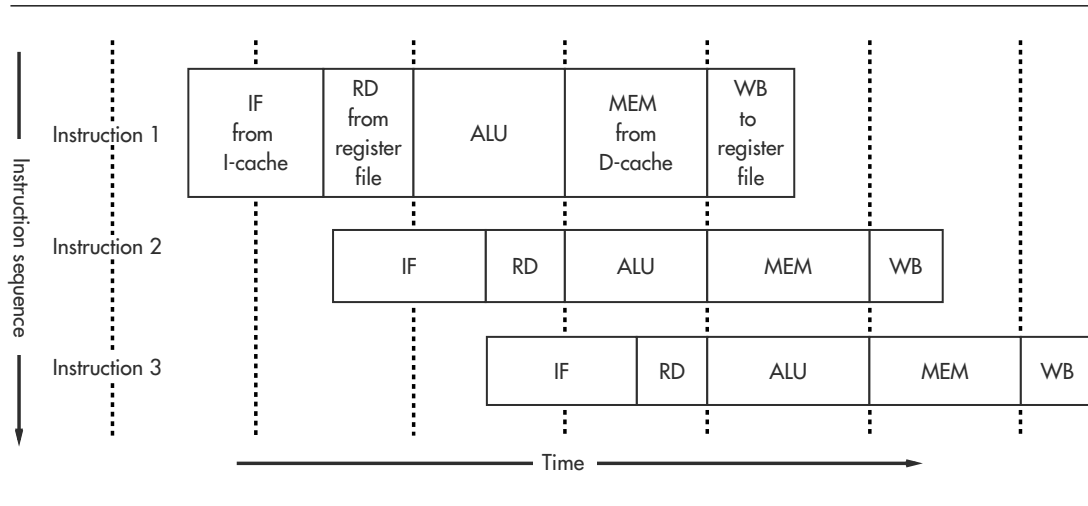 Instruction sequence
Instruction 1
IF
from
I-cache
RD
from
register
file
ALU
MEM
from
D-cache
WB
to
register
file
Instruction 2
IF
RD
ALU
MEM
WB
Instruction 3
IF
RD
ALU
MEM
WB
Time